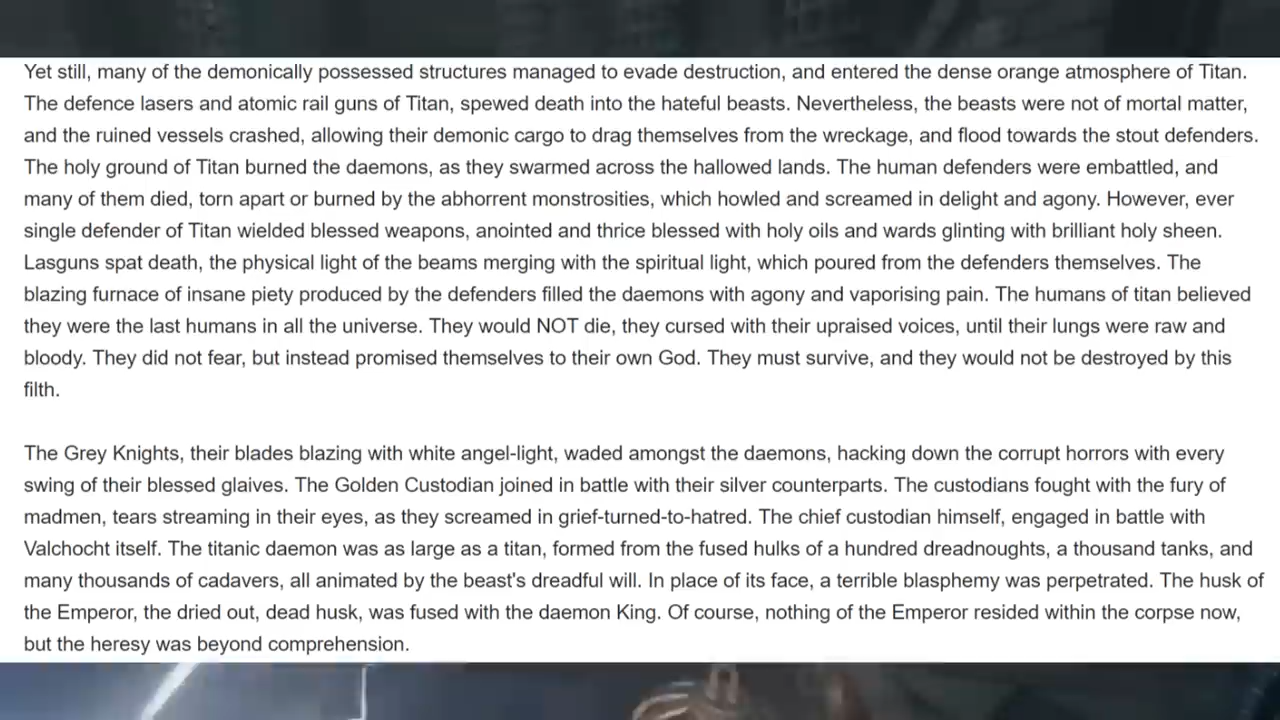 Yet still, many of the demonically possessed structures managed to evade destruction, and entered the dense orange atmosphere of Titan.
The defence lasers and atomic rail guns of Titan, spewed death into the hateful beasts. Nevertheless, the beasts were not of mortal matter,
and the ruined vessels crashed, allowing their demonic cargo to drag themselves from the wreckage, and flood towards the stout defenders.
The holy ground of Titan burned the daemons, as they swarmed across the hallowed lands. The human defenders were embattled, and
many of them died, torn apart or burned by the abhorrent monstrosities, which howled and screamed in delight and agony. However, ever
single defender of Titan wielded blessed weapons, anointed and thrice blessed with holy oils and wards glinting with brilliant holy sheen.
Lasguns spat death, the physical light of the beams merging with the spiritual light, which poured from the defenders themselves. The
blazing furnace of insane piety produced by the defenders filled the daemons with agony and vaporising pain. The humans of titan believed
they were the last humans in all the universe. They would NOT die, they cursed with their upraised voices, until their lungs were raw and
bloody. They did not fear, but instead promised themselves to their own God. They must survive, and they would not be destroyed by this
filth.
The Grey Knights, their blades blazing with white angel-light, waded amongst the daemons, hacking down the corrupt horrors with every
swing of their blessed glaives. The Golden Custodian joined in battle with their silver counterparts. The custodians fought with the fury of
madmen, tears streaming in their eyes, as they screamed in grief-turned-to-hatred. The chief custodian himself, engaged in battle with
Valchocht itself. The titanic daemon was as large as a titan, formed from the fused hulks of a hundred dreadnoughts, a thousand tanks, and
many thousands of cadavers, all animated by the beast's dreadful will. In place of its face, a terrible blasphemy was perpetrated. The husk of
the Emperor, the dried out, dead husk, was fused with the daemon King. Of course, nothing of the Emperor resided within the corpse now,
but the heresy was beyond comprehension.